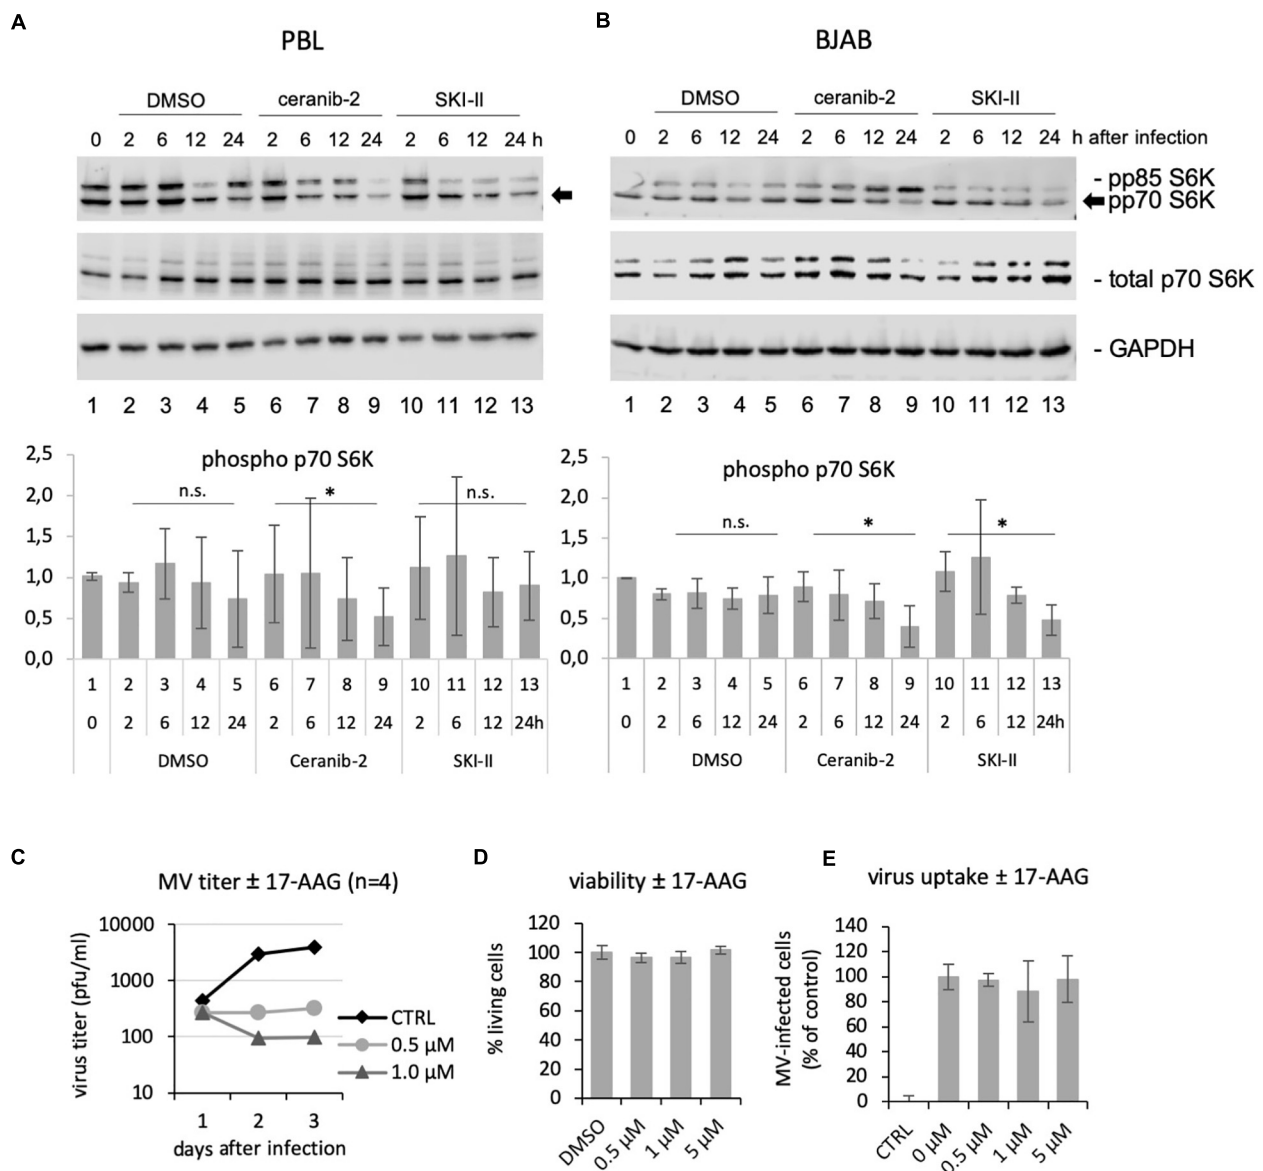 A
PBL
DMSO ceranib-2 SKI-II
0 2 6 12 24 2 6 12 24 2 6 12 24 h
1 2 3 4 5 6 7 8 9 10 11 12 13
phospho p70 S6K
n.s. * n.s.
2,5
2,0
1,5
1,0
0,5
0,0
1 2 3 4 5 6 7 8 9 10 11 12 13
0 2 6 12 24 2 6 12 24 2 6 12 24h
DMSO Ceranib-2 SKI-II
B
BJAB
DMSO ceranib-2 SKI-II
0 2 6 12 24 2 6 12 24 2 6 12 24 h after infection
- pp85 S6K
pp70 S6K
- total p70 S6K
- GAPDH
1 2 3 4 5 6 7 8 9 10 11 12 13
phospho p70 S6K
n.s. * *
2,5
2,0
1,5
1,0
0,5
0,0
1 2 3 4 5 6 7 8 9 10 11 12 13
0 2 6 12 24 2 6 12 24 2 6 12 24h
DMSO Ceranib-2 SKI-II
C
MV titer ± 17-AAG (n=4)
virus titer (pfu/ml)
10000
1000
100
10
1 2 3
days after infection
CTRL
0.5 µM
1.0 µM
D
viability ± 17-AAG
% living cells
120
100
80
60
40
20
0
DMSO 0.5 µM 1 µM 5 µM
E
virus uptake ± 17-AAG
MV-infected cells
(% of control)
140
120
100
80
60
40
20
0
CTRL 0 µM 0.5 µM 1 µM 5 µM